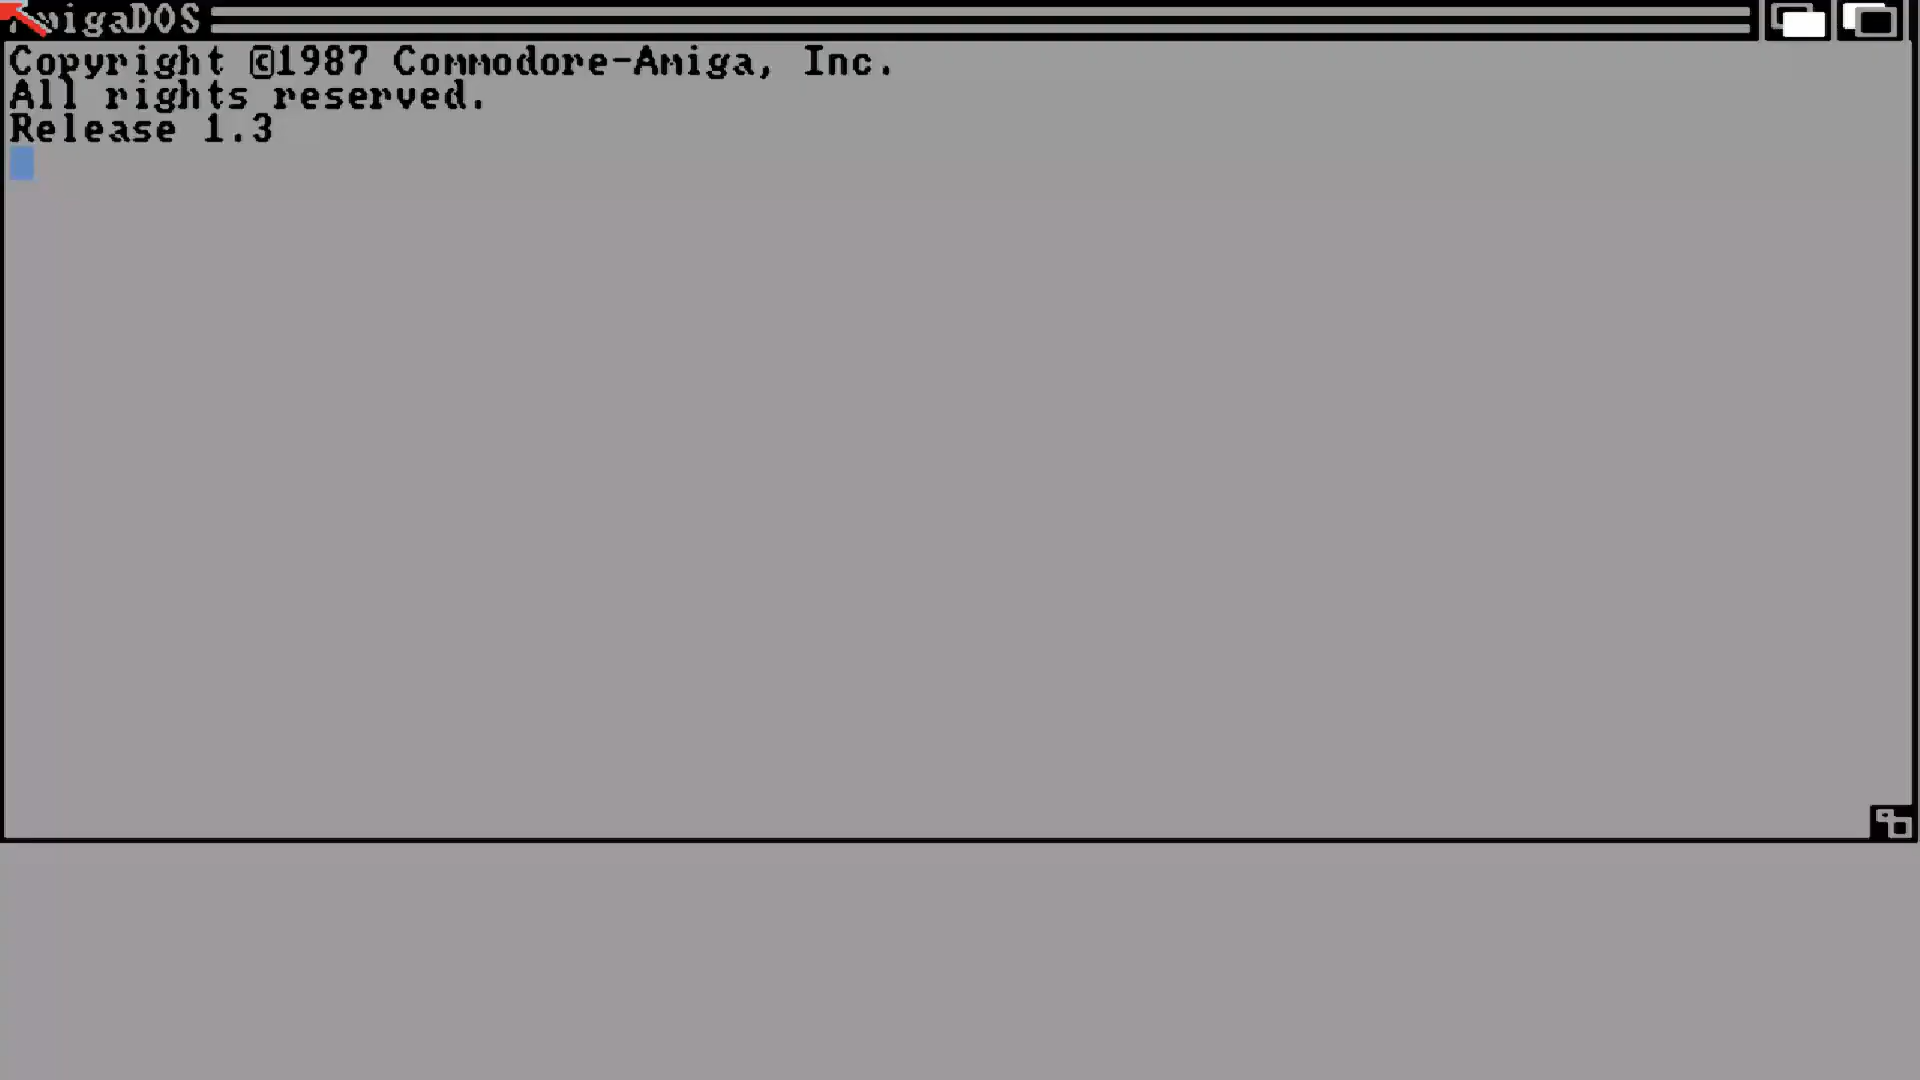 AmigaDOS
Copyright ©1987 Commodore-Amiga, Inc.
All rights reserved.
Release 1.3